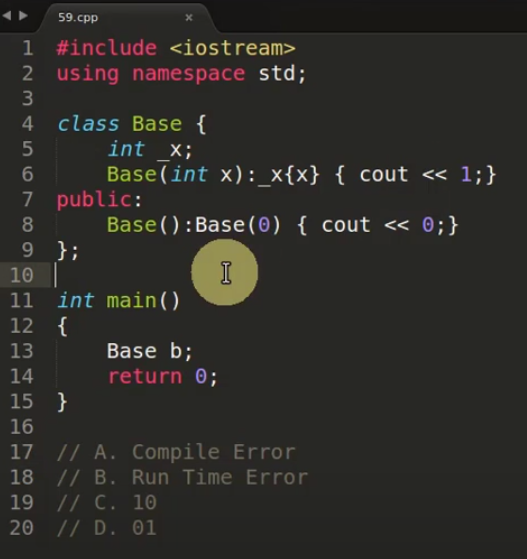 59.cpp
1 #include <iostream>
2 using namespace std;
3
4 class Base {
5     int _x;
6     Base(int x):_x{x} { cout << 1;}
7 public:
8     Base():Base(0) { cout << 0;}
9 };
10
11 int main()
12 {
13     Base b;
14     return 0;
15 }
16
17 // A. Compile Error
18 // B. Run Time Error
19 // C. 10
20 // D. 01